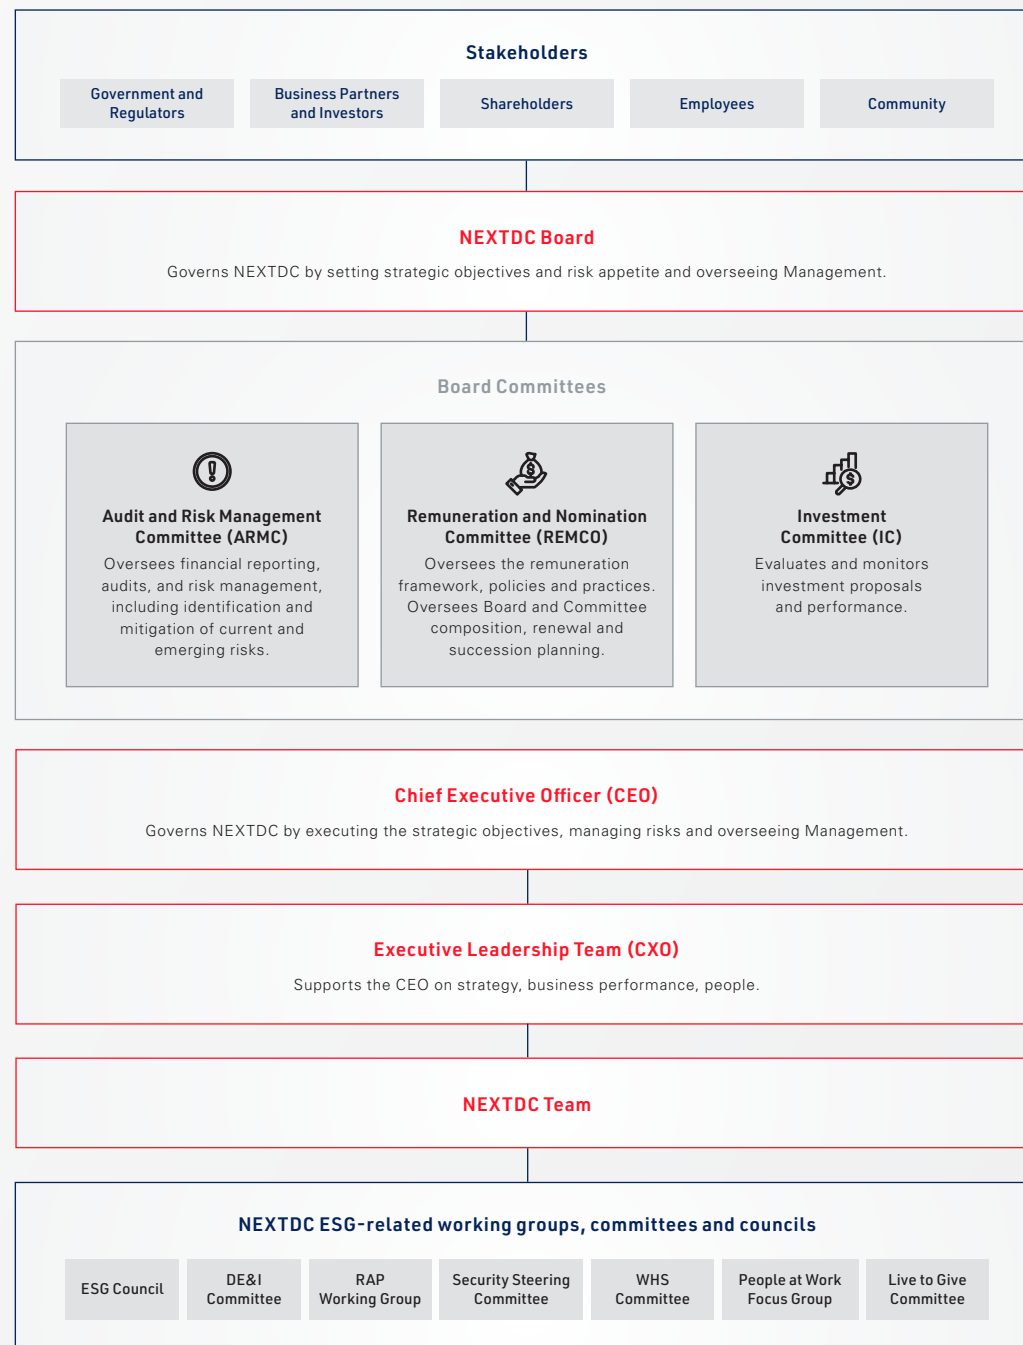 Stakeholders
Government and
Regulators
Business Partners
and Investors
Shareholders
Employees
Community
NEXTDC Board
Governs NEXTDC by setting strategic objectives and risk appetite and overseeing Management.
Board Committees
Audit and Risk Management
Committee (ARMC)
Oversees financial reporting,
audits, and risk management,
including identification and
mitigation of current and
emerging risks.
Remuneration and Nomination
Committee (REMCO)
Oversees the remuneration
framework, policies and practices.
Oversees Board and Committee
composition, renewal and
succession planning.
Investment
Committee (IC)
Evaluates and monitors
investment proposals
and performance.
Chief Executive Officer (CEO)
Governs NEXTDC by executing the strategic objectives, managing risks and overseeing Management.
Executive Leadership Team (CXO)
Supports the CEO on strategy, business performance, people.
NEXTDC Team
NEXTDC ESG-related working groups, committees and councils
ESG Council
DE&I
Committee
RAP
Working Group
Security Steering
Committee
WHS
Committee
People at Work
Focus Group
Live to Give
Committee